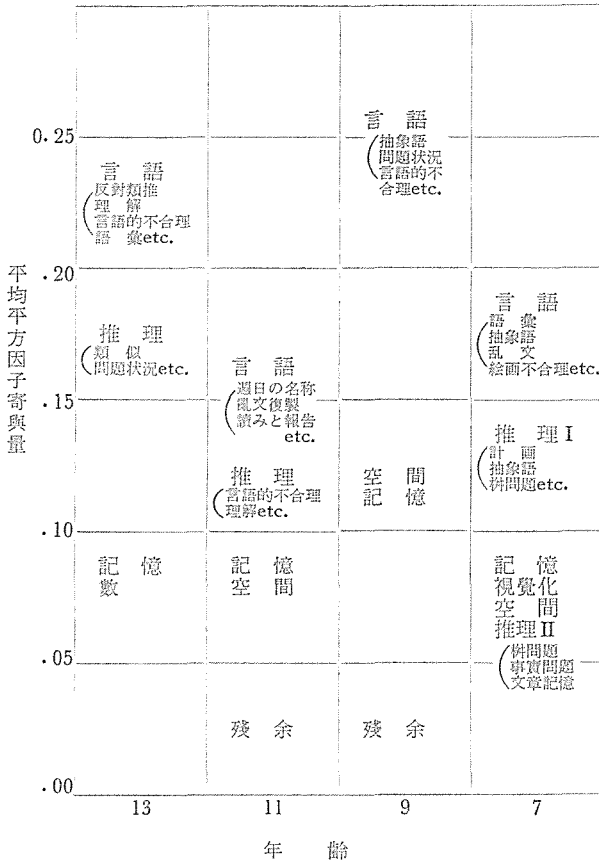 平均平方因子寄與量
0.25
.20
.15
.10
.05
.00
言語
反対類推
理解
言語的不合理
語彙etc.
推理
類似
問題状況etc.
記憶
数
言語
週日の名称
亂文復製
讀みと報告
etc.
推理
言語的不合理
理解etc.
記憶
空間
残余
言語
抽象語
問題状況
言語的不
合理etc.
空間
記憶
残余
言語
語彙
抽象語
乱文
絵画不合理etc.
推理Ⅰ
計画
抽象語
桝問題etc.
記憶
視覺化
空間
推理Ⅱ
桝問題
事實問題
文章記憶
13
11
9
7
年齢